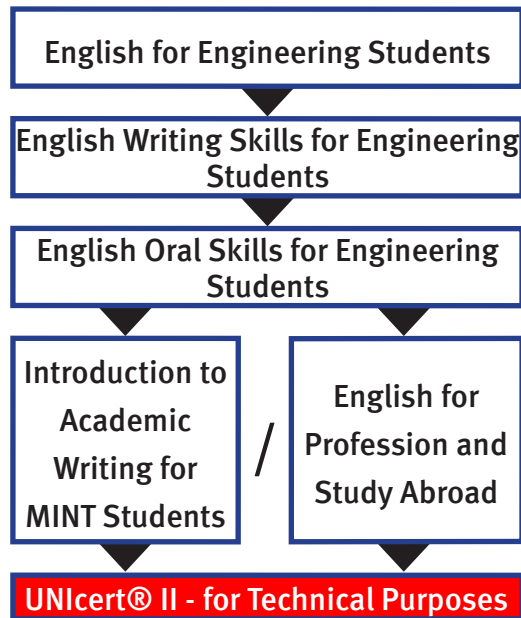 English for Engineering Students
English Writing Skills for Engineering
Students
English Oral Skills for Engineering
Students
Introduction to
Academic
Writing for
MINT Students
/
English for
Profession and
Study Abroad
UNIcert® II - for Technical Purposes